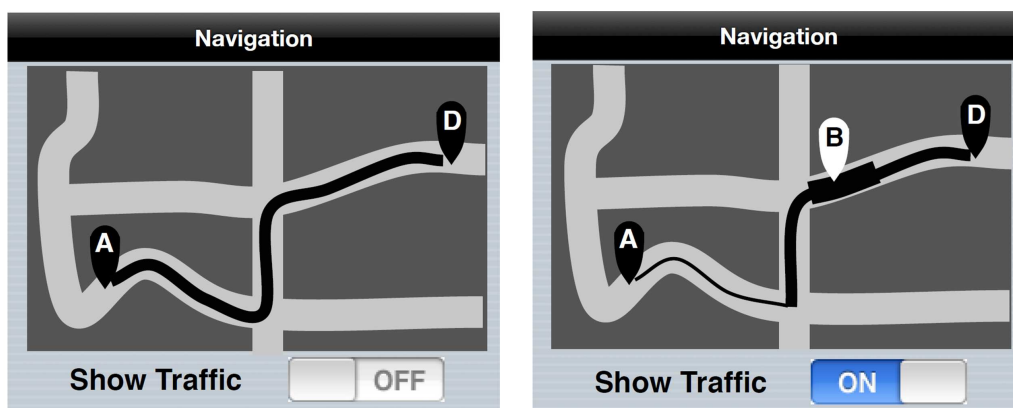 Navigation
D
A
Show Traffic OFF
Navigation
D
B
A
Show Traffic ON